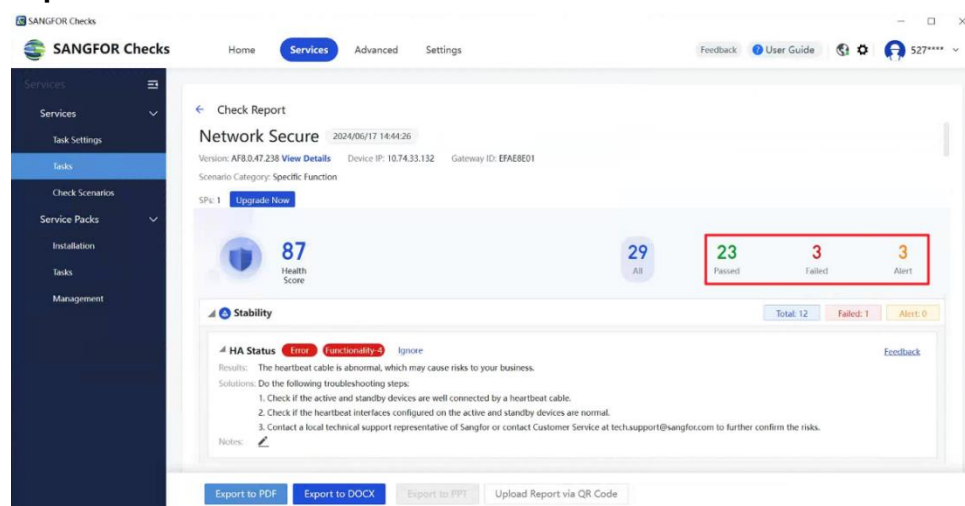 SANGFOR Checks
SANGFOR Checks
Home Services Advanced Settings
Feedback User Guide 527****
Services
Services
Task Settings
Tasks
Check Scenarios
Service Packs
Installation
Tasks
Management
Check Report
Network Secure 2024/06/17 14:44:26
Version: AF8.0.47.238 View Details Device IP: 10.74.33.132 Gateway ID: EFAE8E01
Scenario Category: Specific Function
SPs: 1 Upgrade Now
87
Health
Score
29
All
23
Passed
3
Failed
3
Alert
Stability
Total: 12 Failed: 1 Alert: 0
HA Status Error Functionality-4 Ignore
Feedback
Results: The heartbeat cable is abnormal, which may cause risks to your business.
Solutions: Do the following troubleshooting steps:
1. Check if the active and standby devices are well connected by a heartbeat cable.
2. Check if the heartbeat interfaces configured on the active and standby devices are normal.
3. Contact a local technical support representative of Sangfor or contact Customer Service at tech.support@sangfor.com to further confirm the risks.
Notes:
Export to PDF Export to DOCX Export to PPT Upload Report via QR Code